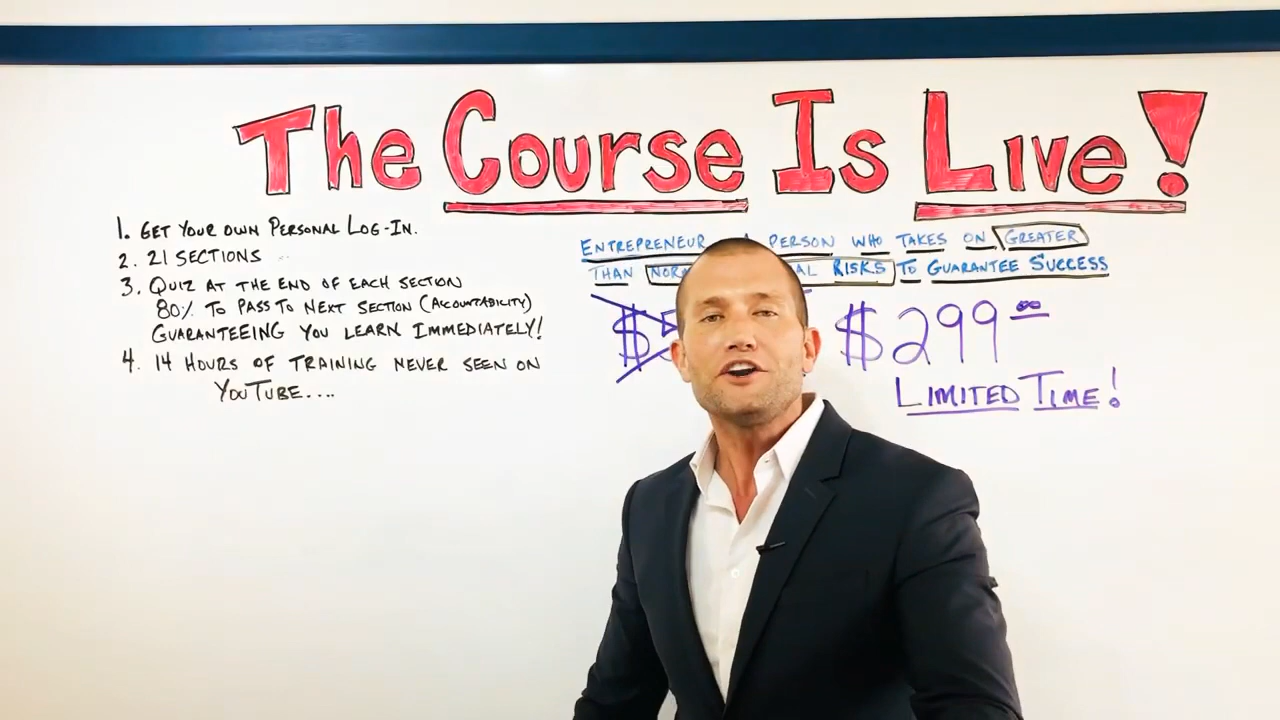 The Course Is Live!
1. Get Your Own Personal Log-In.
2. 21 Sections
3. Quiz at the end of each section
80% To Pass To Next Section (Accountability)
Guaranteeing You Learn Immediately!
4. 14 Hours of Training Never Seen On
YouTube....
Entrepreneur Person Who Takes On Greater
Than Risks To Guarantee Success
$ $299.00
Limited Time!